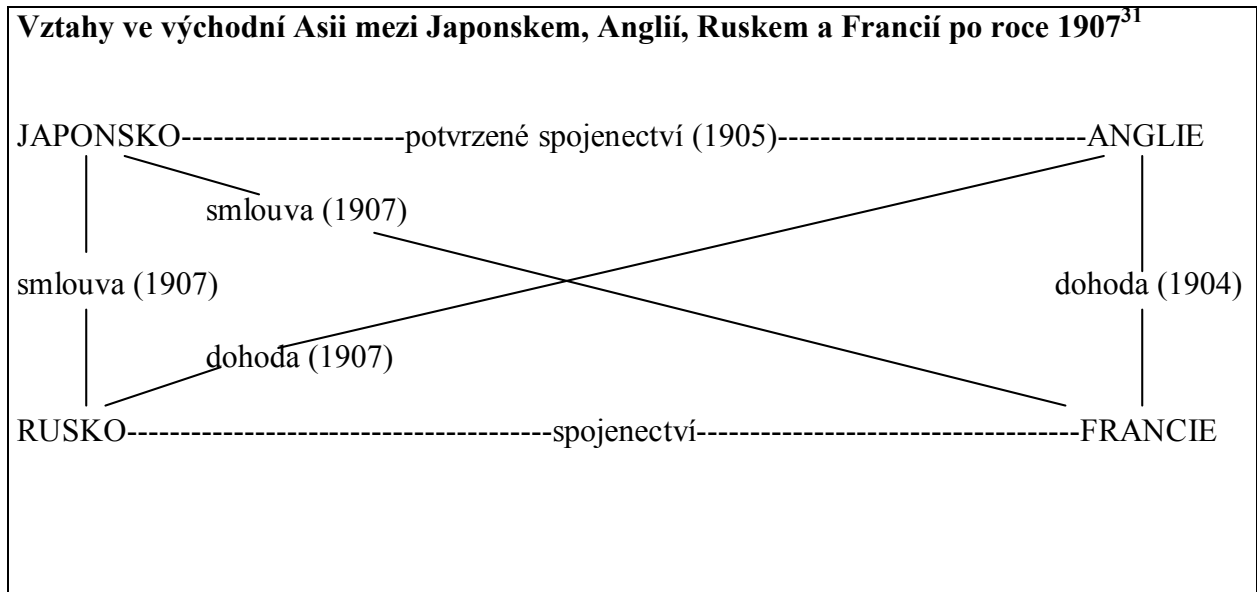 Vztahy ve východní Asii mezi Japonskem, Anglií, Ruskem a Francií po roce 1907³¹
JAPONSKO---------------------potvrzené spojenectví (1905)-----------------------------ANGLIE
smlouva (1907)
smlouva (1907)
dohoda (1904)
dohoda (1907)
RUSKO----------------------------------------spojenectví------------------------------------FRANCIE